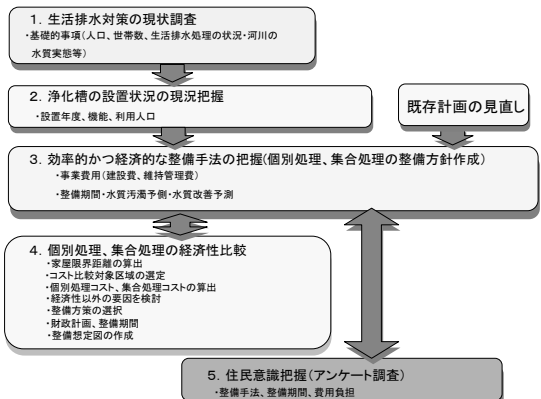 1. 生活排水対策の現状調査
・基礎的事項(人口、世帯数、生活排水処理の状況・河川の
水質実態等)
2. 浄化槽の設置状況の現況把握
・設置年度、機能、利用人口
既存計画の見直し
3. 効率的かつ経済的な整備手法の把握(個別処理、集合処理の整備方針作成)
・事業費用(建設費、維持管理費)
・整備期間・水質汚濁予側・水質改善予測
4. 個別処理、集合処理の経済性比較
・家屋限界距離の算出
・コスト比較対象区域の選定
・個別処理コスト、集合処理コストの算出
・経済性以外の要因を検討
・整備方策の選択
・財政計画、整備期間
・整備想定図の作成
5. 住民意識把握(アンケート調査)
・整備手法、整備期間、費用負担